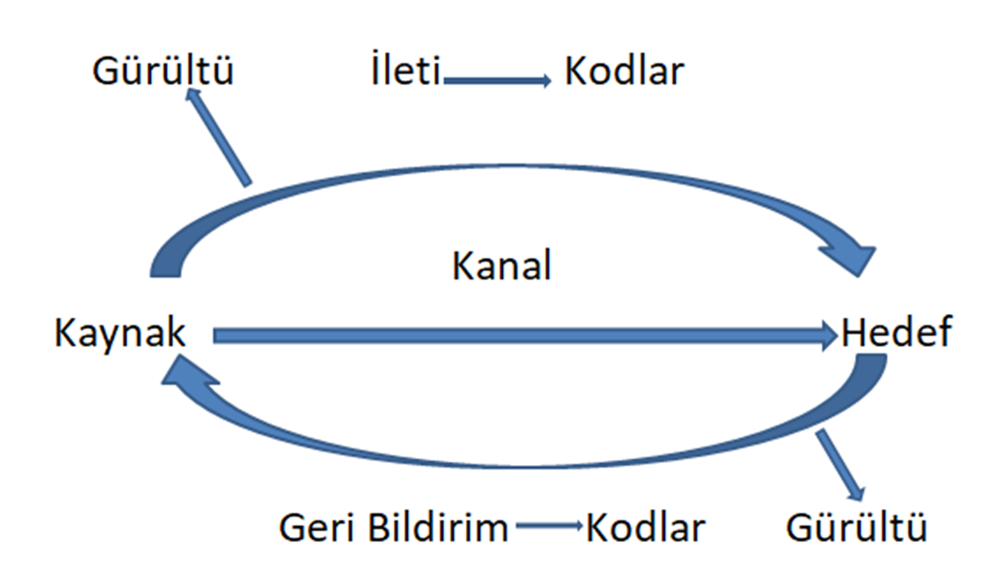 Gürültü İleti Kodlar
Kanal
Kaynak Hedef
Geri Bildirim Kodlar Gürültü